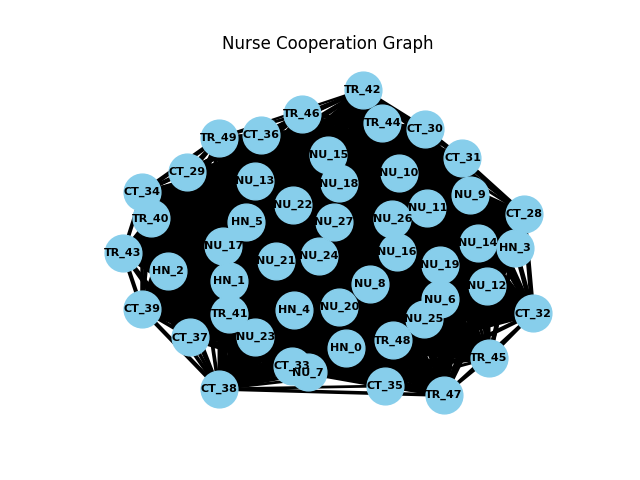 Nurse Cooperation Graph
TR_42
TR_46
TR_44
CT_30
TR_49
CT_36
NU_15
CT_31
CT_29
NU_10
NU_13
NU_18
CT_34
NU_9
NU_22
NU_11
CT_28
TR_40
HN_5
NU_27
NU_26
NU_17
NU_14
HN_3
TR_43
NU_24
NU_16
NU_21
NU_19
HN_2
HN_1
NU_8
NU_12
NU_6
CT_39
HN_4
NU_20
TR_41
CT_32
NU_25
CT_37
NU_23
TR_48
HN_0
TR_45
CT_33
NU_7
CT_38
CT_35
TR_47